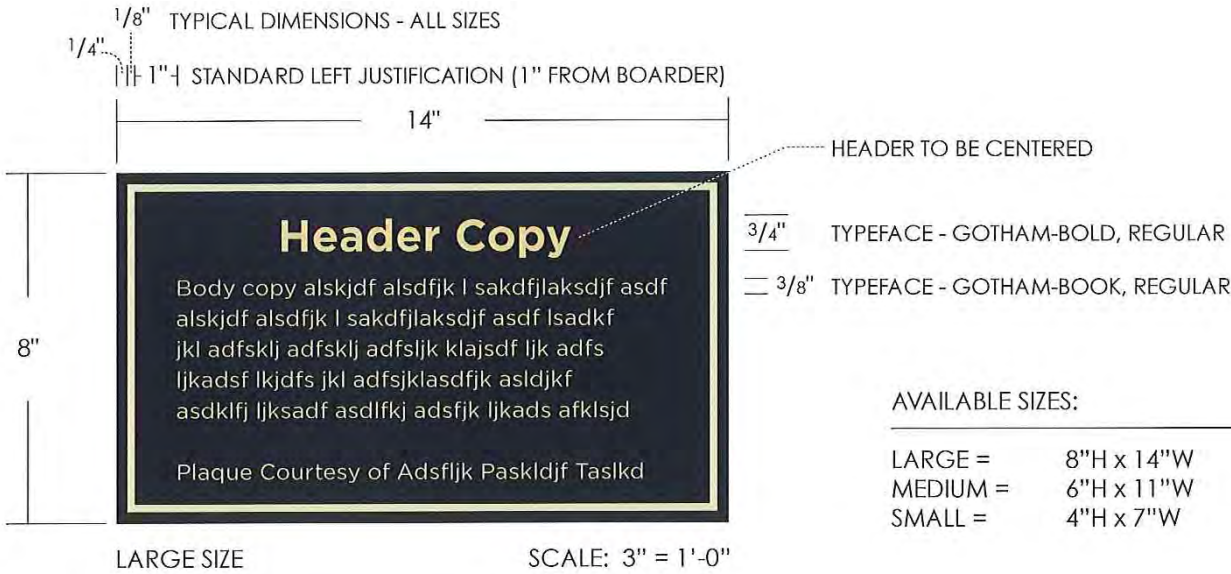 1/8" TYPICAL DIMENSIONS - ALL SIZES
1/4"
1" STANDARD LEFT JUSTIFICATION (1" FROM BOARDER)
14"
HEADER TO BE CENTERED
Header Copy
3/4" TYPEFACE - GOTHAM-BOLD, REGULAR
3/8" TYPEFACE - GOTHAM-BOOK, REGULAR
8"
Body copy alskjdf alsdfjk l sakdfjlaksdjf asdf
alskjdf alsdfjk l sakdfjlaksdjf asdf lsadkf
jkl adfsklj adfsklj adfsljk klajsdf ljk adfs
ljkadsf lkjdfs jkl adfsjklasdfjk asldjkf
asdklfj ljksadf asdlfkj adsfjk ljkads afklsjd
Plaque Courtesy of Adsfljk Paskldjf Taslkd
AVAILABLE SIZES:
LARGE = 8"H x 14"W
MEDIUM = 6"H x 11"W
SMALL = 4"H x 7"W
LARGE SIZE SCALE: 3" = 1'-0"